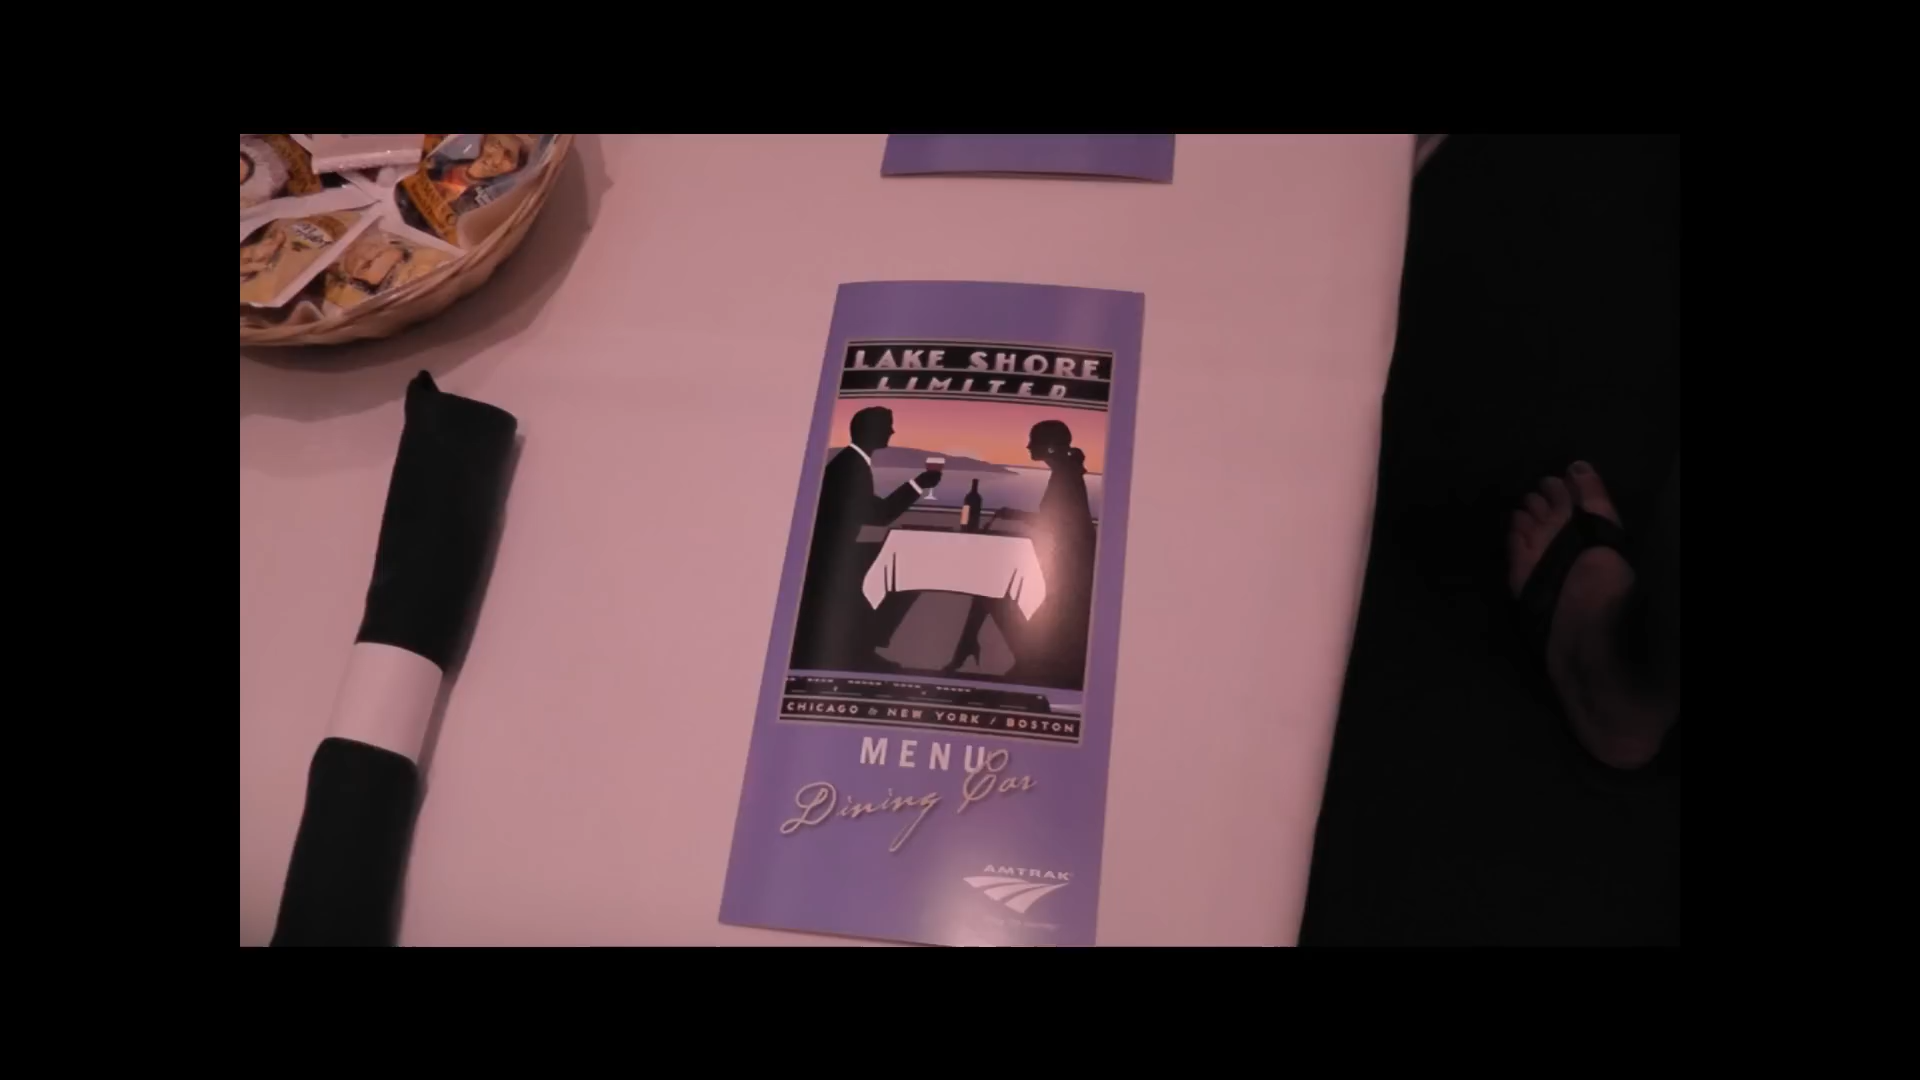 LAKE SHORE
LIMITED
CHICAGO & NEW YORK / BOSTON
MENU
Dining Car
AMTRAK